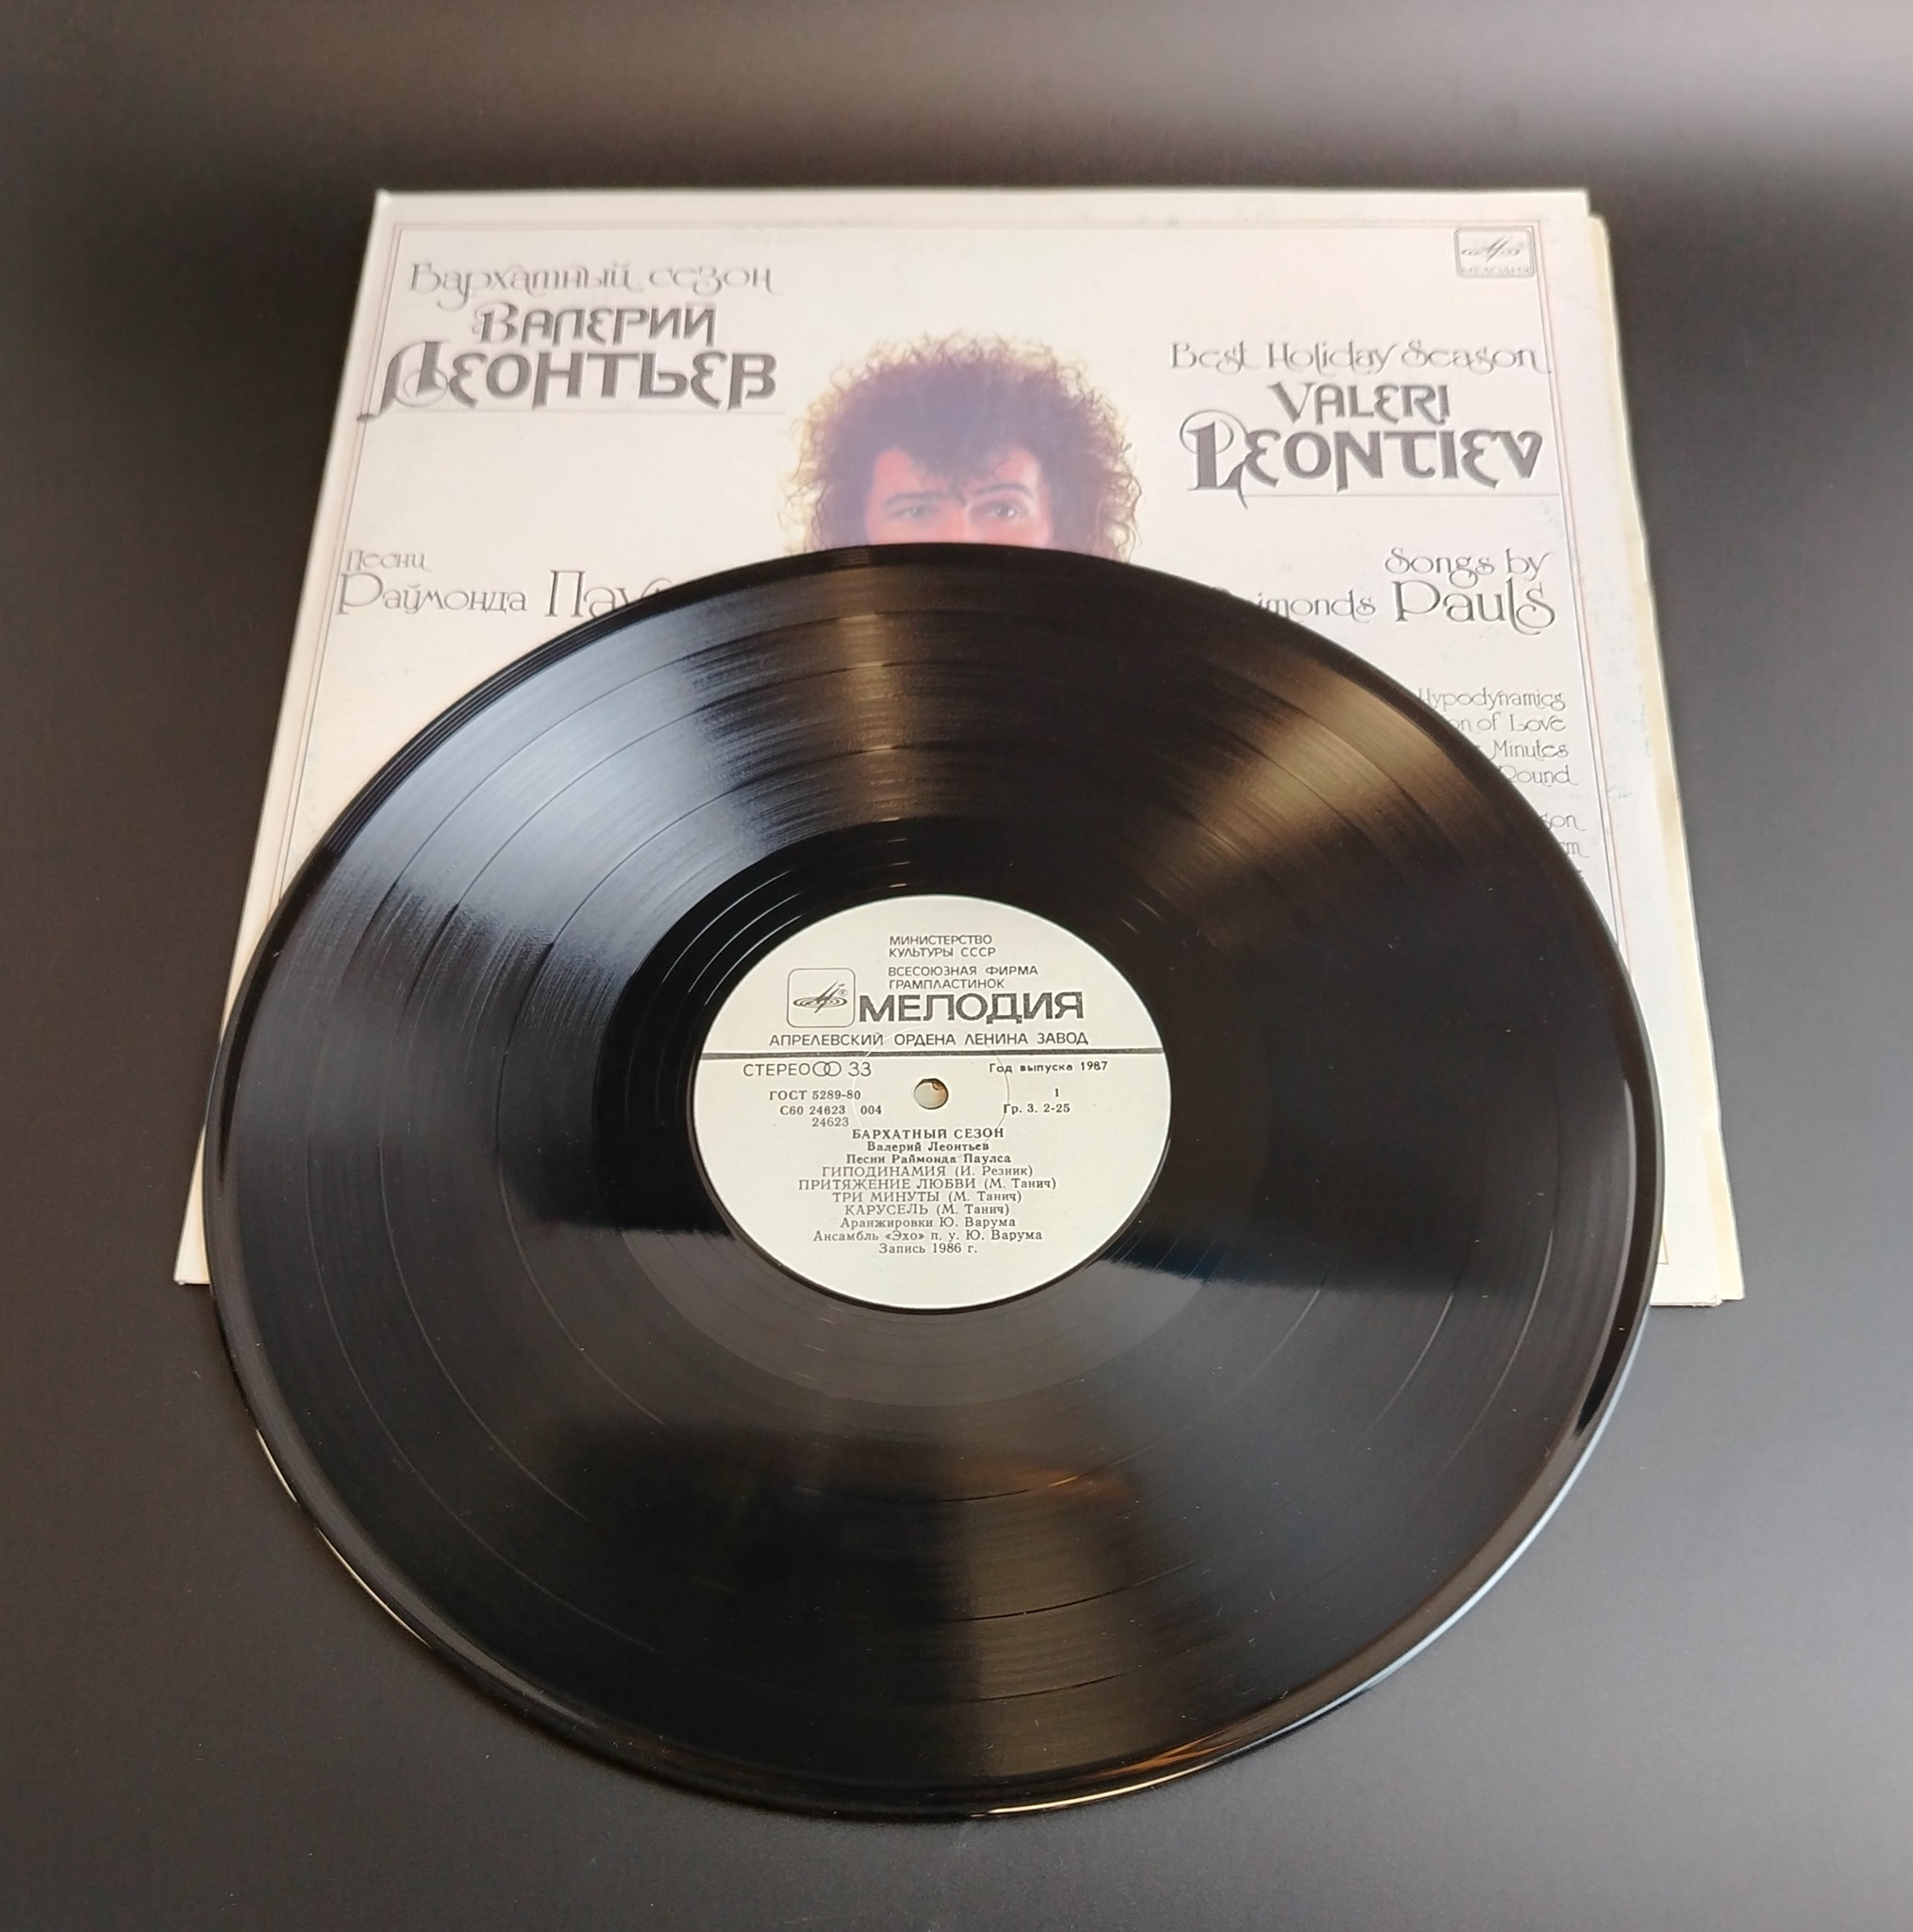 Бархатный сезон
Валерий
Леонтьев
МЕЛОДИЯ
Best Holiday Season
Valeri
Leontiev
Песни
Раймонда
Songs by
Pauls
Hypodynamics
of Love
Minutes
Round
МИНИСТЕРСТВО
КУЛЬТУРЫ СССР
ВСЕСОЮЗНАЯ ФИРМА
ГРАМПЛАСТИНОК
® МЕЛОДИЯ
АПРЕЛЕВСКИЙ ОРДЕНА ЛЕНИНА ЗАВОД
СТЕРЕО 33
Год выпуска 1987
ГОСТ 5289-80
1
С60 24623 004
Гр. 3. 2-25
24623
БАРХАТНЫЙ СЕЗОН
Валерий Леонтьев
Песни Раймонда Паулса
ГИПОДИНАМИЯ (И. Резник)
ПРИТЯЖЕНИЕ ЛЮБВИ (М. Танич)
ТРИ МИНУТЫ (М. Танич)
КАРУСЕЛЬ (М. Танич)
Аранжировки Ю. Варума
Ансамбль «Эхо» п. у. Ю. Варума
Запись 1986 г.